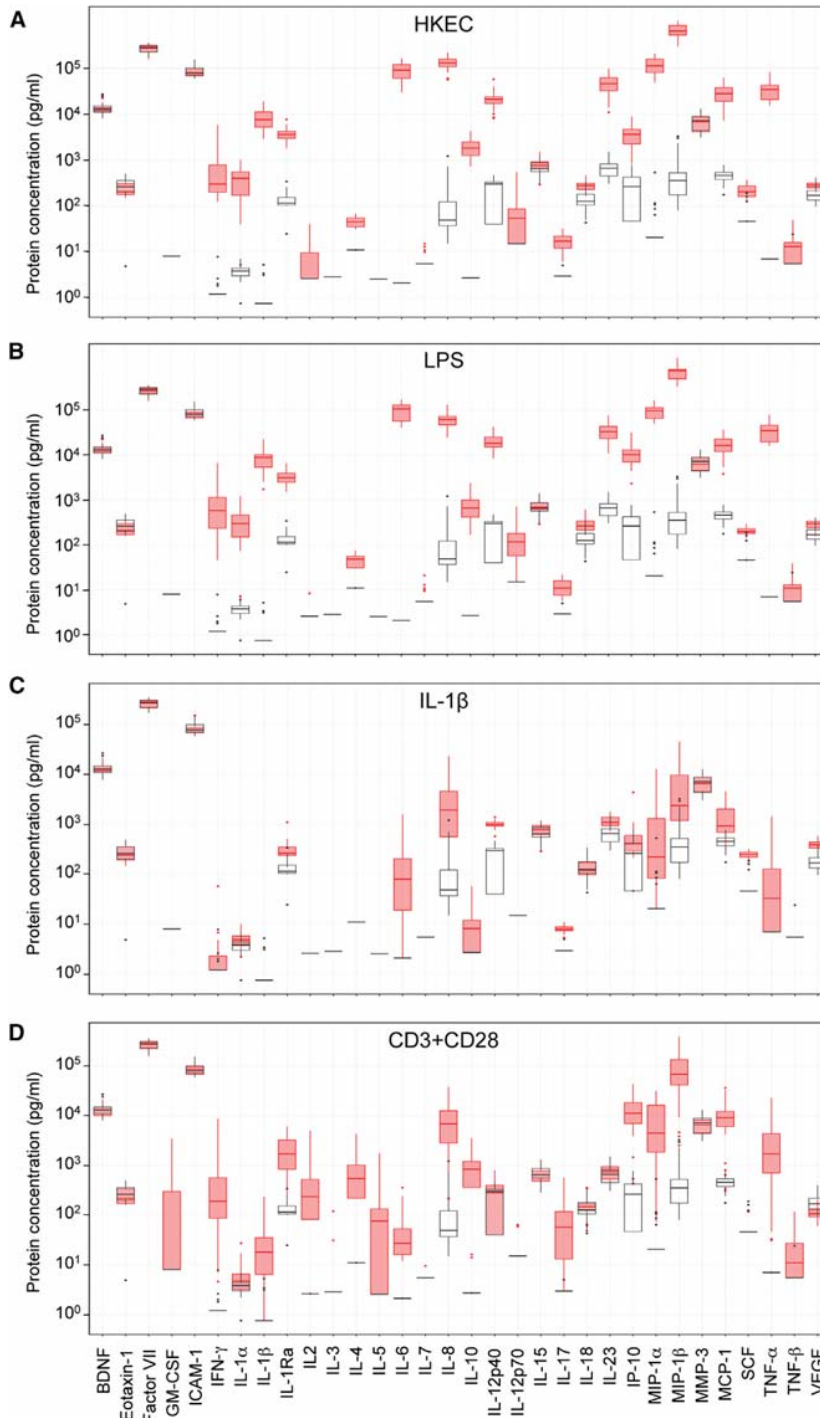 A
HKEC
Protein concentration (pg/ml)
10⁵
10⁴
10³
10²
10¹
10⁰
B
LPS
Protein concentration (pg/ml)
10⁵
10⁴
10³
10²
10¹
10⁰
C
IL-1β
Protein concentration (pg/ml)
10⁵
10⁴
10³
10²
10¹
10⁰
D
CD3+CD28
Protein concentration (pg/ml)
10⁵
10⁴
10³
10²
10¹
10⁰
BDNF
Eotaxin-1
Factor VII
GM-CSF
ICAM-1
IFN-γ
IL-1α
IL-1β
IL-1Ra
IL2
IL-3
IL-4
IL-5
IL-6
IL-7
IL-8
IL-10
IL-12p40
IL-12p70
IL-15
IL-17
IL-18
IL-23
IP-10
MIP-1α
MIP-1β
MMP-3
MCP-1
SCF
TNF-α
TNF-β
VEGF